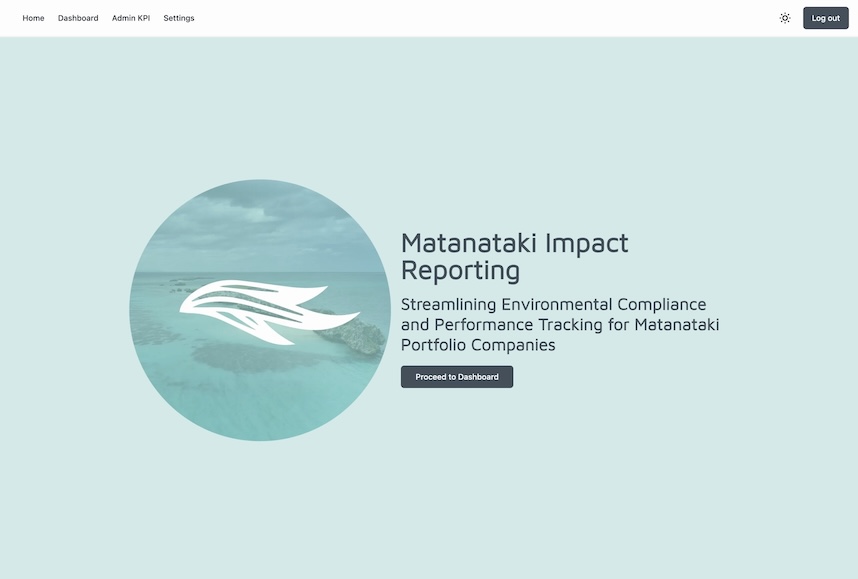 Home
Dashboard
Admin KPI
Settings
Log out
Matanataki Impact
Reporting
Streamlining Environmental Compliance
and Performance Tracking for Matanataki
Portfolio Companies
Proceed to Dashboard